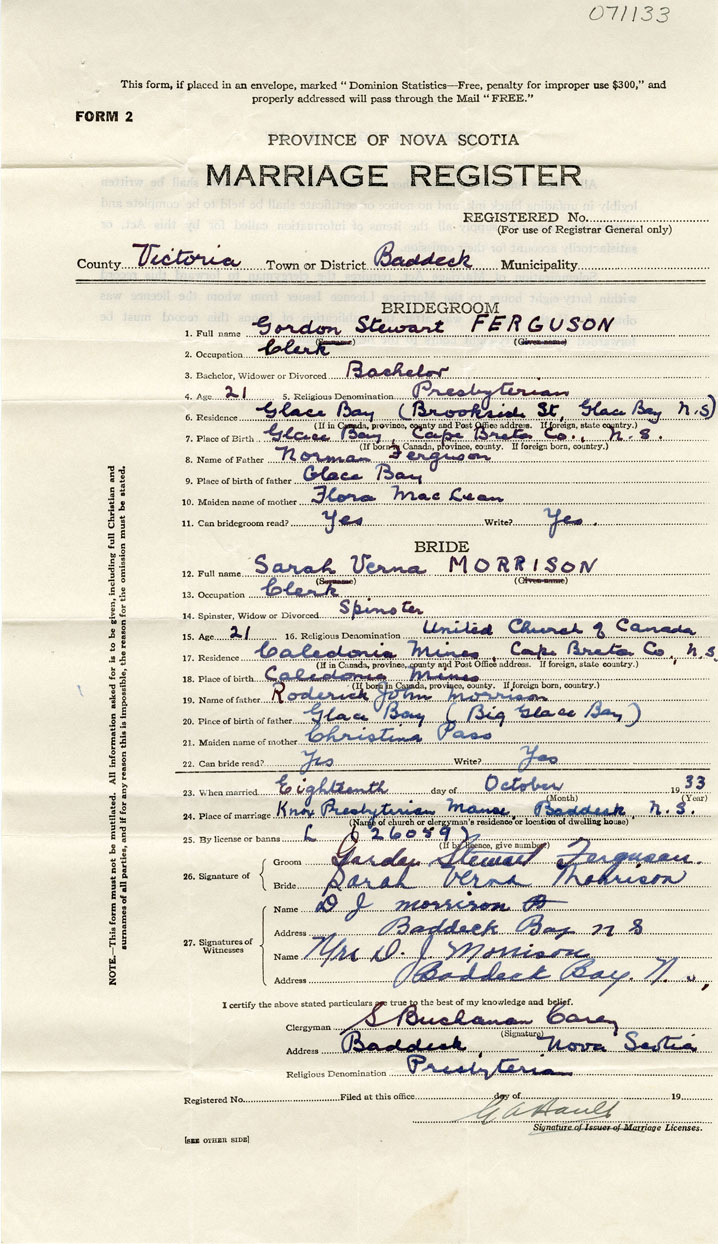 071133
This form, if placed in an envelope, marked "Dominion Statistics—Free, penalty for improper use $300," and
properly addressed will pass through the Mail "FREE."
FORM 2
PROVINCE OF NOVA SCOTIA
MARRIAGE REGISTER
REGISTERED No.
(For use of Registrar General only)
County Victoria Town or District Baddeck Municipality
BRIDEGROOM
1. Full name Gordon Stewart FERGUSON
(Surname) (Given name)
2. Occupation Clerk
3. Bachelor, Widower or Divorced Bachelor
4. Age 21 5. Religious Denomination Presbyterian
6. Residence Glace Bay (Brookside St, Glace Bay N.S)
(If in Canada, province, county and Post Office address. If foreign, state country.)
7. Place of Birth Glace Bay, Cape Breton Co., N.S.
(If born in Canada, province, county. If foreign born, country.)
8. Name of Father Norman Ferguson
9. Place of birth of father Glace Bay
10. Maiden name of mother Flora MacLean
11. Can bridegroom read? Yes Write? Yes.
BRIDE
12. Full name Sarah Verna MORRISON
(Surname) (Given name)
13. Occupation Clerk
14. Spinster, Widow or Divorced Spinster
15. Age 21 16. Religious Denomination United Church of Canada
17. Residence Caledonia Mines, Cape Breton Co., N.S.
(If in Canada, province, county and Post Office address. If foreign, state country.)
18. Place of birth Caledonia Mines
(If born in Canada, province, county. If foreign born, country.)
19. Name of father Roderick John Morrison
20. Place of birth of father Glace Bay (Big Glace Bay)
21. Maiden name of mother Christina Pass
22. Can bride read? Yes Write? Yes
23. When married Eighteenth day of October 1933
(Month) (Year)
24. Place of marriage Knox Presbyterian Manse, Baddeck, N.S.
(Name of church or clergyman's residence or location of dwelling house)
25. By license or banns L (26059)
(If by licence, give number)
26. Signature of
Groom Gordon Stewart Ferguson.
Bride Sarah Verna Morrison
27. Signatures of Witnesses
Name D J Morrison
Address Baddeck Bay N S
Name Mrs D. J Morrison
Address Baddeck Bay. N.
I certify the above stated particulars are true to the best of my knowledge and belief.
Clergyman S Buchanan Carey
(Signature)
Address Baddeck, Nova Scotia
Religious Denomination Presbyterian
Registered No. Filed at this office day of 19
Signature of Issuer of Marriage Licenses.
[SEE OTHER SIDE]
NOTE.—This form must not be mutilated. All information asked for is to be given, including full Christian and
surnames of all parties, and if for any reason this is impossible, the reason for the omission must be stated.